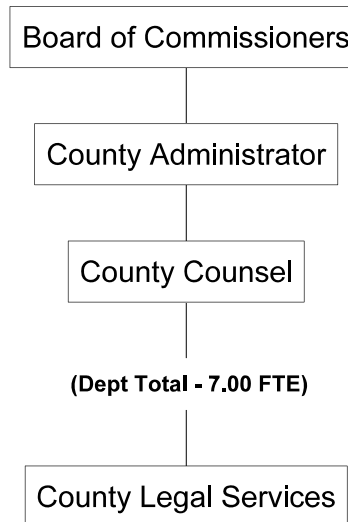 Board of Commissioners
County Administrator
County Counsel
(Dept Total - 7.00 FTE)
County Legal Services